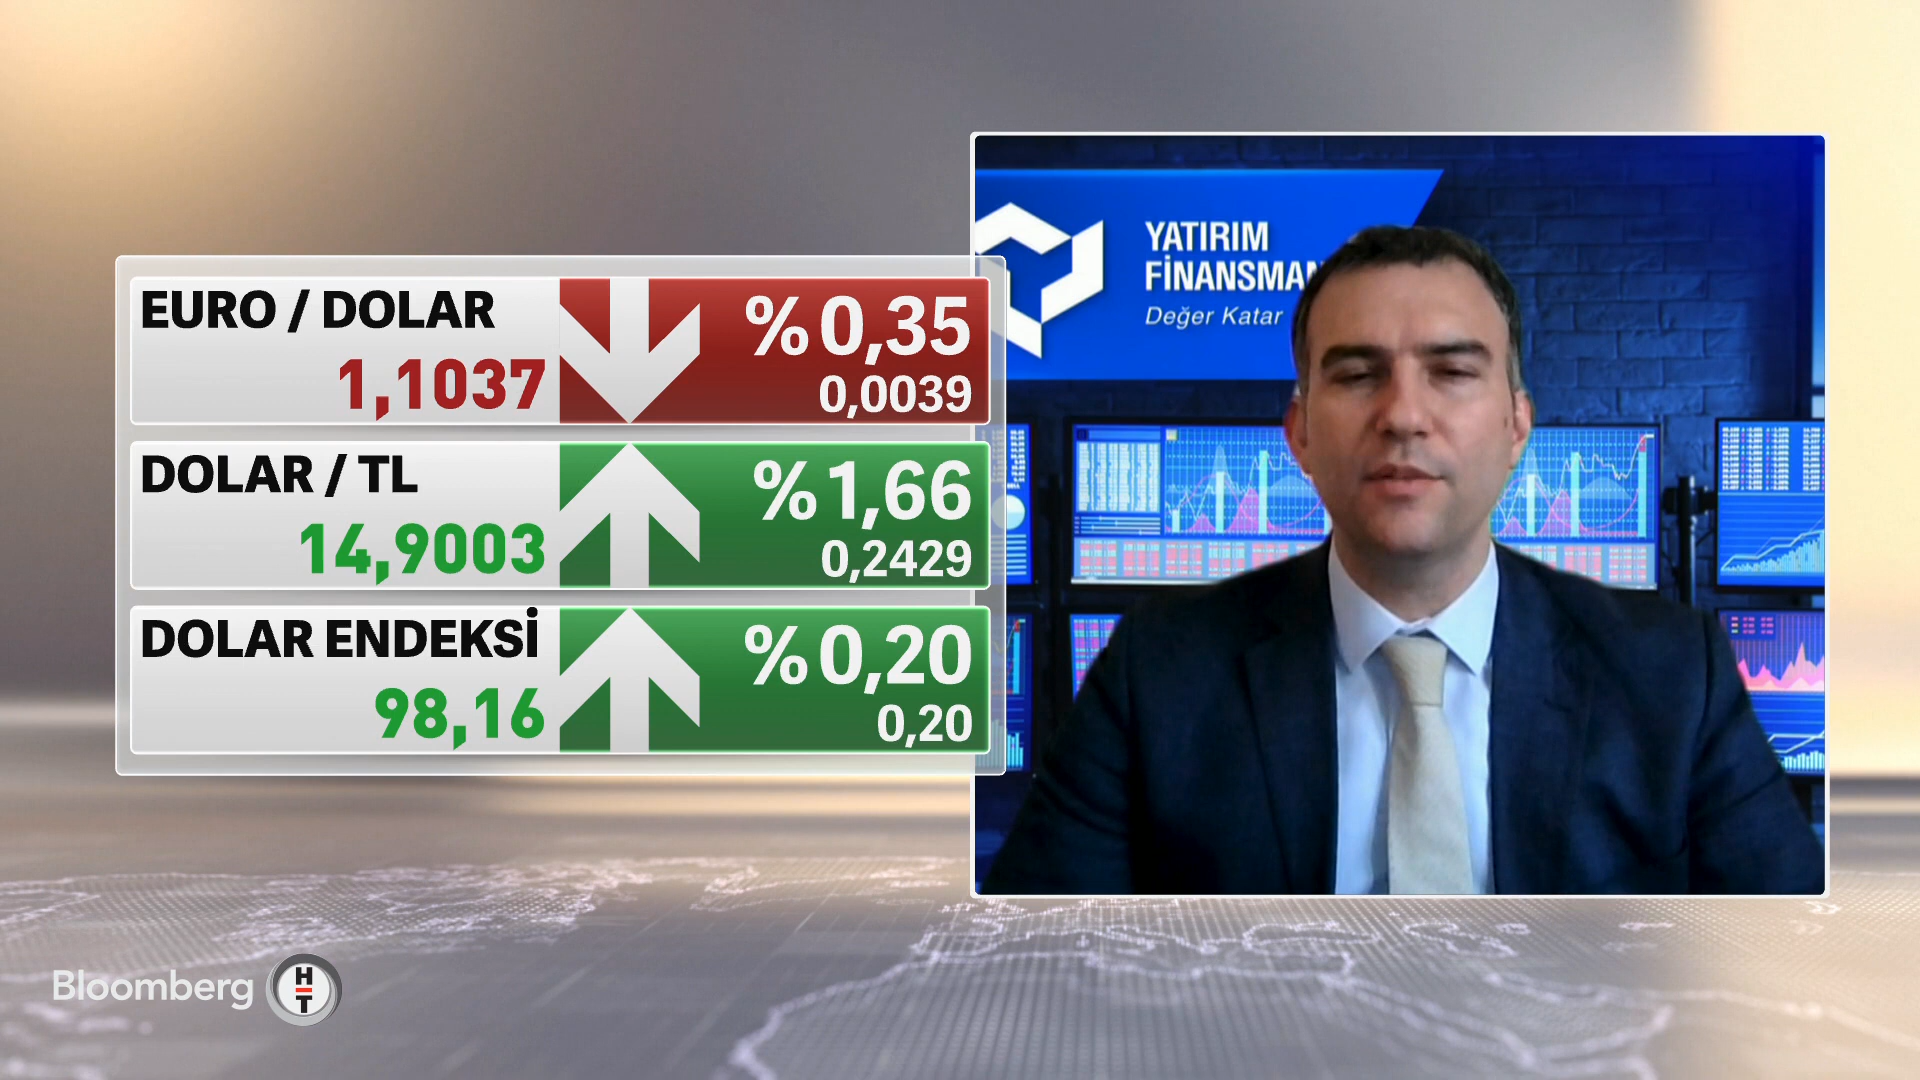 EURO / DOLAR
1,1037
%0,35
0,0039
DOLAR / TL
14,9003
%1,66
0,2429
DOLAR ENDEKSİ
98,16
%0,20
0,20
YATIRIM
FİNANSMAN
Değer Katar
Bloomberg HT